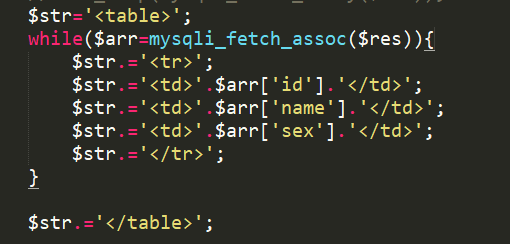 $str='<table>';
while($arr=mysqli_fetch_assoc($res)){
$str.='<tr>';
$str.='<td>'.$arr['id'].'</td>';
$str.='<td>'.$arr['name'].'</td>';
$str.='<td>'.$arr['sex'].'</td>';
$str.='</tr>';
}
$str.='</table>';